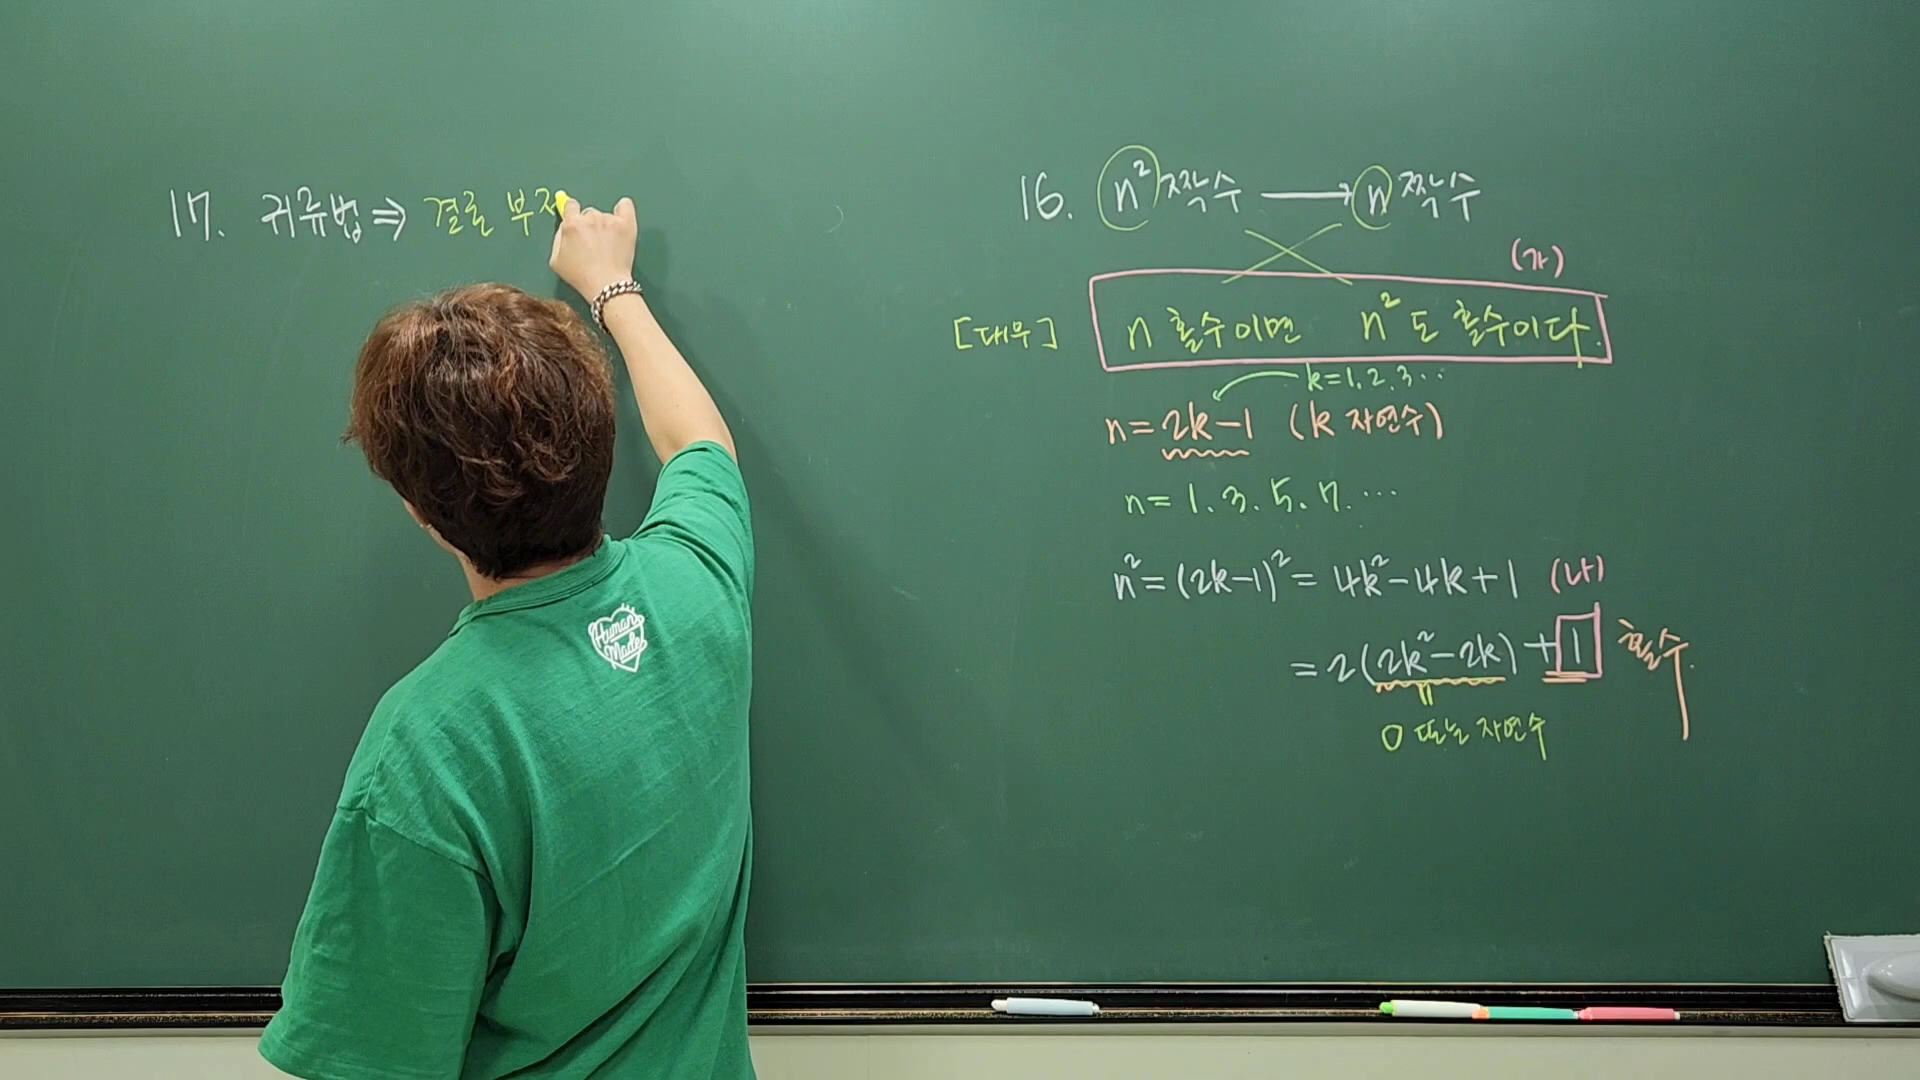 17. 귀류법 ⇒ 결론 부정
16. n² 짝수 → n 짝수
(가)
[대우] n 홀수이면 n²도 홀수이다.
k=1.2.3...
n = 2k-1 (k 자연수)
n = 1.3.5.7....
n² = (2k-1)² = 4k²-4k+1 (나)
= 2(2k²-2k)+1 홀수.
0 또는 자연수
Human
Made